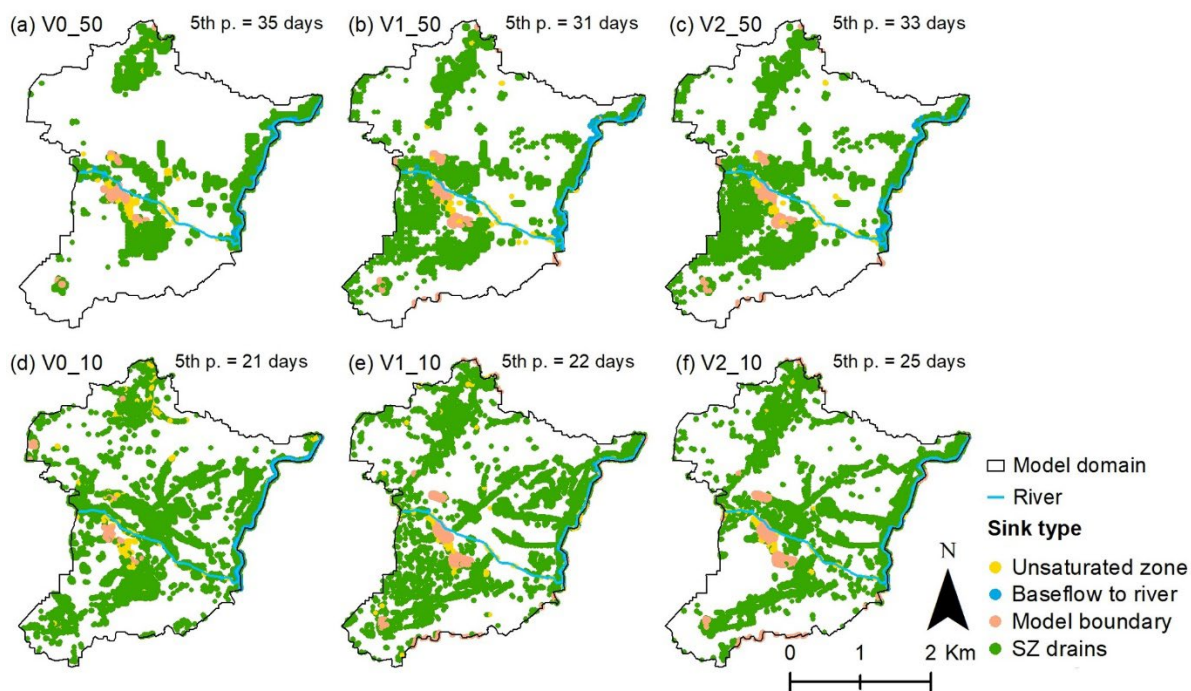 (a) V0_50 5th p. = 35 days
(b) V1_50 5th p. = 31 days
(c) V2_50 5th p. = 33 days
(d) V0_10 5th p. = 21 days
(e) V1_10 5th p. = 22 days
(f) V2_10 5th p. = 25 days
Model domain
River
Sink type
Unsaturated zone
Baseflow to river
Model boundary
SZ drains
N
0 1 2 Km